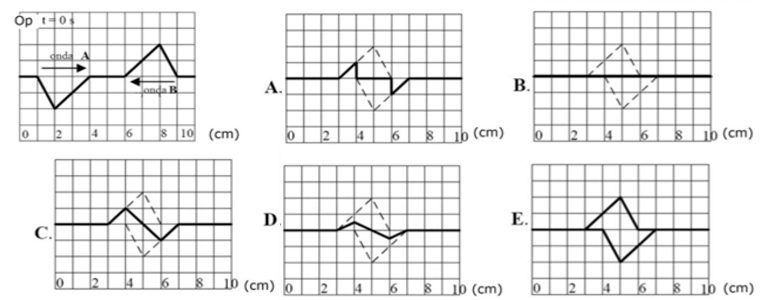 Op t = 0 s
onda A
onda B
0 2 4 6 8 10 (cm)
A.
0 2 4 6 8 10 (cm)
B.
0 2 4 6 8 10 (cm)
C.
0 2 4 6 8 10 (cm)
D.
0 2 4 6 8 10 (cm)
E.
0 2 4 6 8 10 (cm)